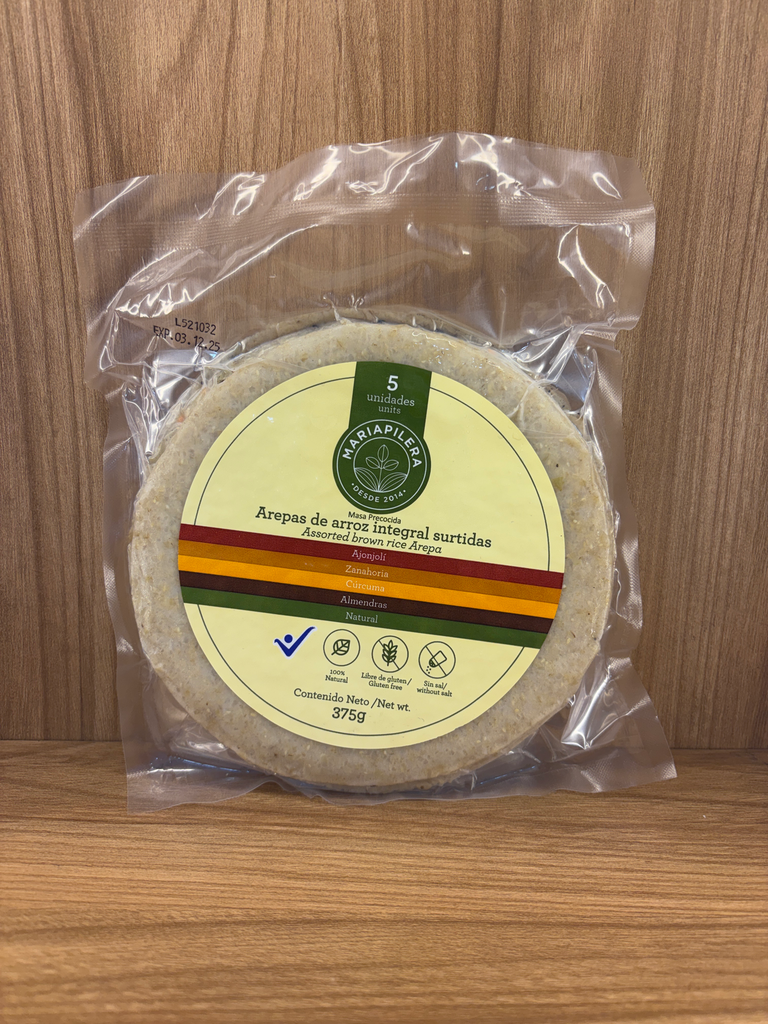 L521032
EXP.03.12.25
5
unidades
units
MARIAPILERA
·DESDE 2014·
Masa Precocida
Arepas de arroz integral surtidas
Assorted brown rice Arepa
Ajonjolí
Zanahoria
Cúrcuma
Almendras
Natural
100%
Natural
Libre de gluten/
Gluten free
Sin sal/
without salt
Contenido Neto /Net wt.
375g